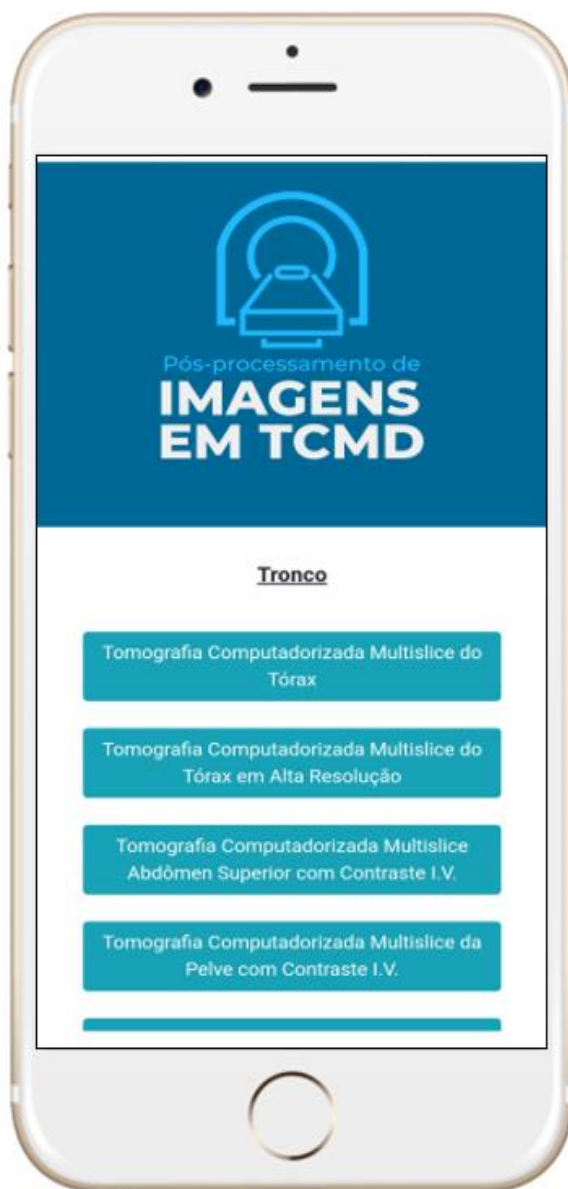 Pós-processamento de
IMAGENS
EM TCMD
Tronco
Tomografia Computadorizada Multislice do
Tórax
Tomografia Computadorizada Multislice do
Tórax em Alta Resolução
Tomografia Computadorizada Multislice
Abdômen Superior com Contraste I.V.
Tomografia Computadorizada Multislice da
Pelve com Contraste I.V.